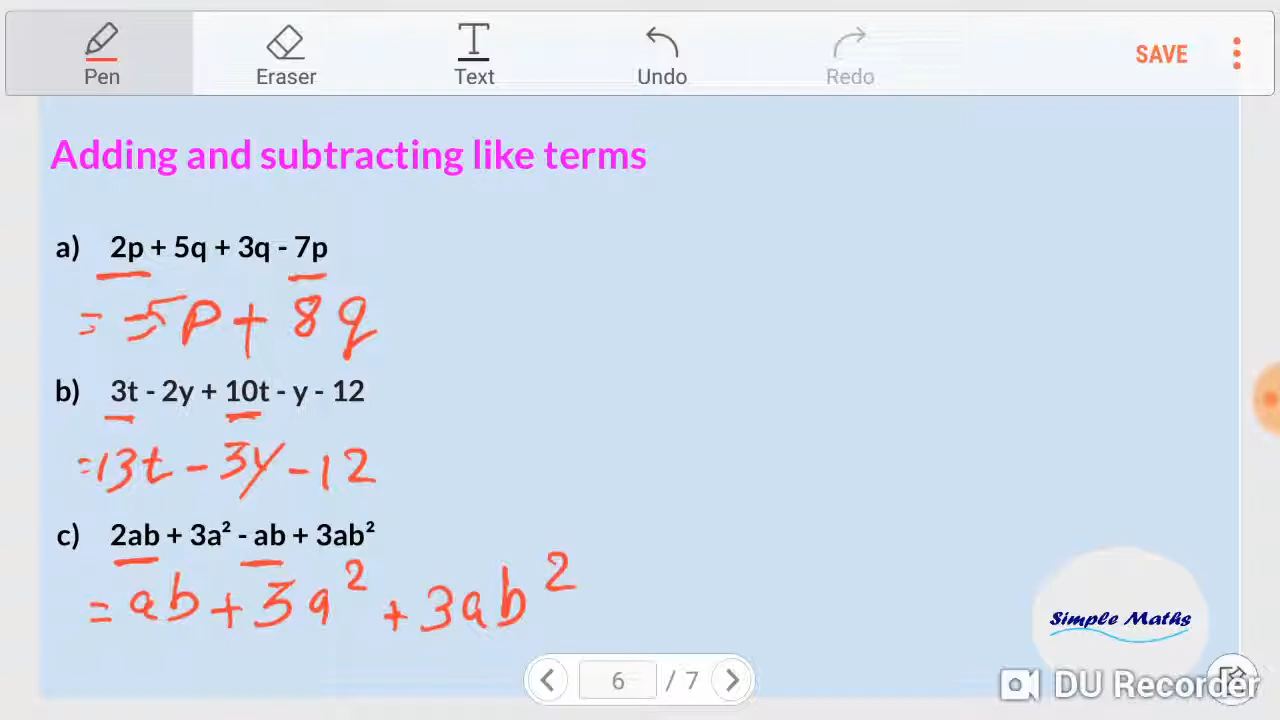 Pen Eraser Text Undo Redo SAVE
Adding and subtracting like terms
a) 2p + 5q + 3q - 7p
= -5p + 8q
b) 3t - 2y + 10t - y - 12
=13t - 3y - 12
c) 2ab + 3a² - ab + 3ab²
= ab + 3a² + 3ab²
Simple Maths
6 / 7
DU Recorder